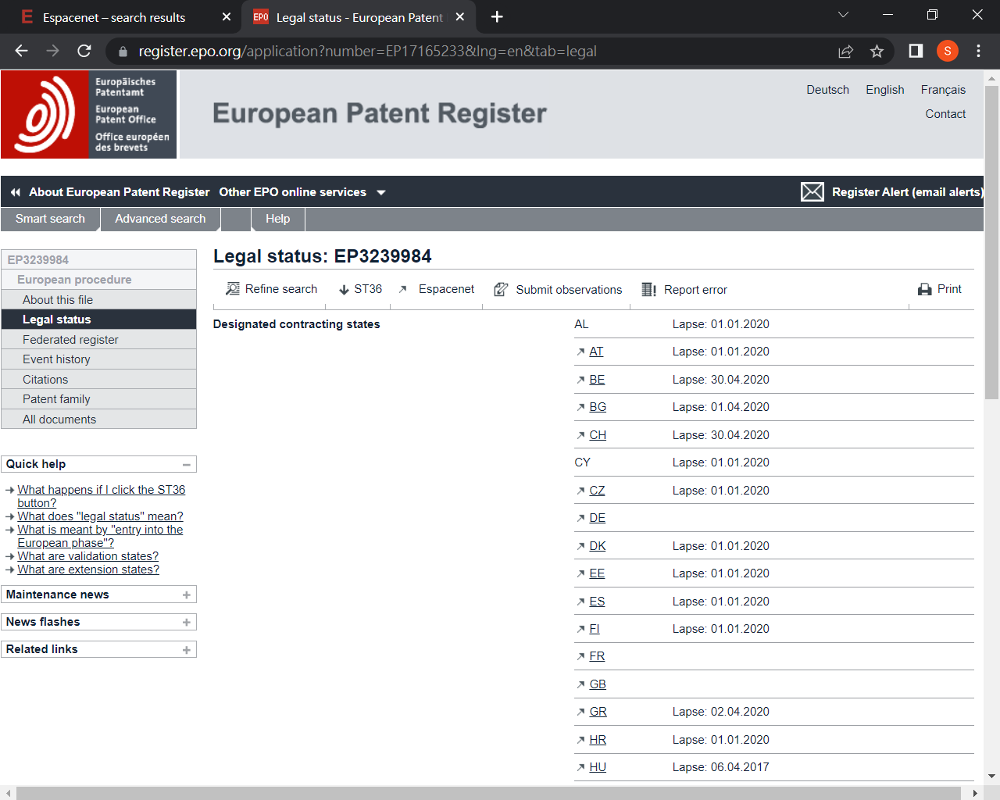 Espacenet – search results
Legal status - European Patent
register.epo.org/application?number=EP17165233&lng=en&tab=legal
S
Europäisches
Patentamt
European
Patent Office
Office européen
des brevets
European Patent Register
Deutsch English Français
Contact
About European Patent Register Other EPO online services
Register Alert (email alerts)
Smart search Advanced search Help
EP3239984
European procedure
About this file
Legal status
Federated register
Event history
Citations
Patent family
All documents
Quick help
What happens if I click the ST36
button?
What does "legal status" mean?
What is meant by "entry into the
European phase"?
What are validation states?
What are extension states?
Maintenance news
News flashes
Related links
Legal status: EP3239984
Refine search ST36 Espacenet Submit observations Report error Print
Designated contracting states
AL Lapse: 01.01.2020
AT Lapse: 01.01.2020
BE Lapse: 30.04.2020
BG Lapse: 01.04.2020
CH Lapse: 30.04.2020
CY Lapse: 01.01.2020
CZ Lapse: 01.01.2020
DE
DK Lapse: 01.01.2020
EE Lapse: 01.01.2020
ES Lapse: 01.01.2020
FI Lapse: 01.01.2020
FR
GB
GR Lapse: 02.04.2020
HR Lapse: 01.01.2020
HU Lapse: 06.04.2017